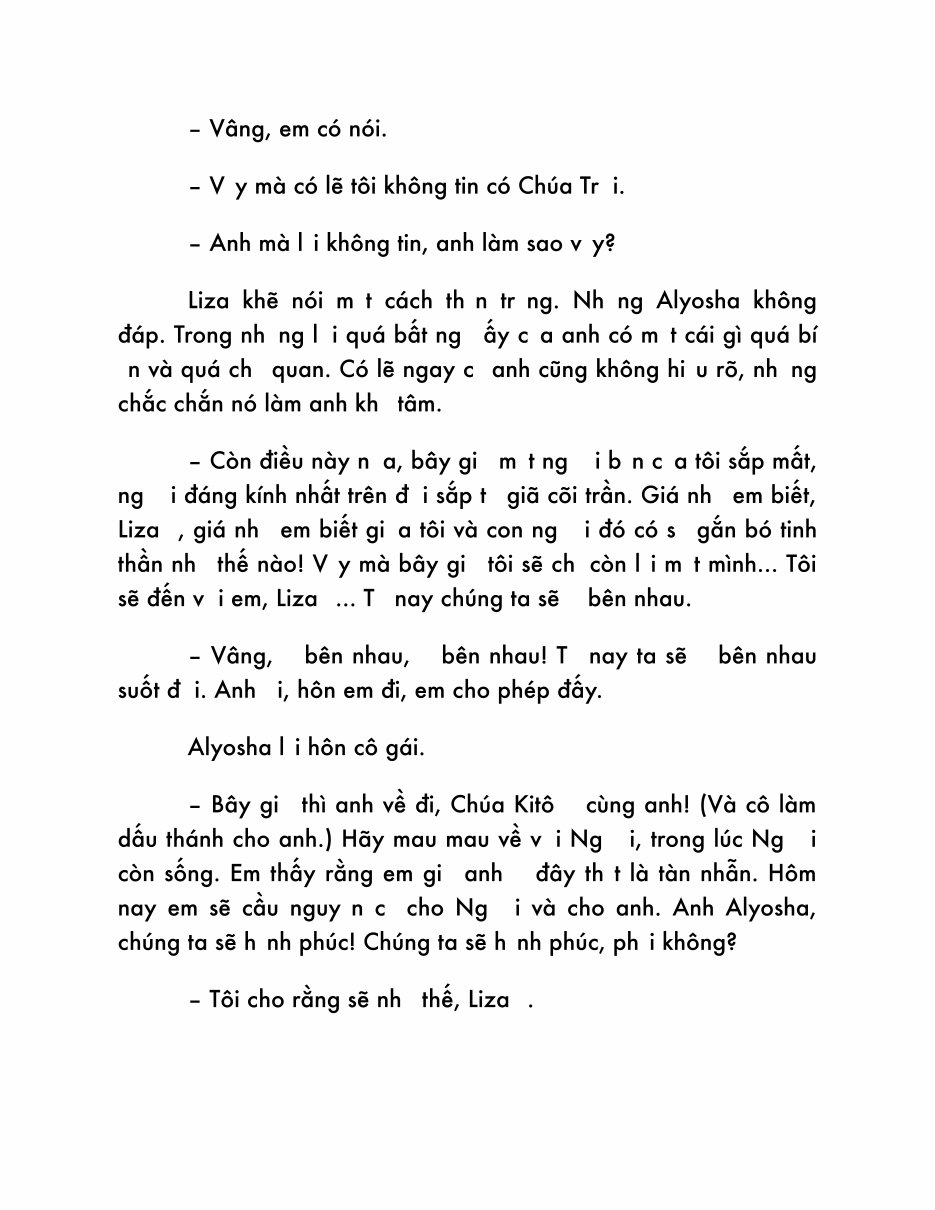 – Vâng, em có nói.
– V y mà có lẽ tôi không tin có Chúa Tr i.
– Anh mà l i không tin, anh làm sao v y?
Liza khẽ nói m t cách th n tr ng. Nh ng Alyosha không
đáp. Trong nh ng l i quá bất ng ấy c a anh có m t cái gì quá bí
n và quá ch quan. Có lẽ ngay c anh cũng không hi u rõ, nh ng
chắc chắn nó làm anh kh tâm.
– Còn điều này n a, bây gi m t ng i b n c a tôi sắp mất,
ng i đáng kính nhất trên đ i sắp t giã cõi trần. Giá nh em biết,
Liza , giá nh em biết gi a tôi và con ng i đó có s gắn bó tinh
thần nh thế nào! V y mà bây gi tôi sẽ ch còn l i m t mình... Tôi
sẽ đến v i em, Liza ... T nay chúng ta sẽ bên nhau.
– Vâng, bên nhau, bên nhau! T nay ta sẽ bên nhau
suốt đ i. Anh i, hôn em đi, em cho phép đấy.
Alyosha l i hôn cô gái.
– Bây gi thì anh về đi, Chúa Kitô cùng anh! (Và cô làm
dấu thánh cho anh.) Hãy mau mau về v i Ng i, trong lúc Ng i
còn sống. Em thấy rằng em gi anh đây th t là tàn nhẫn. Hôm
nay em sẽ cầu nguy n c cho Ng i và cho anh. Anh Alyosha,
chúng ta sẽ h nh phúc! Chúng ta sẽ h nh phúc, ph i không?
– Tôi cho rằng sẽ nh thế, Liza .